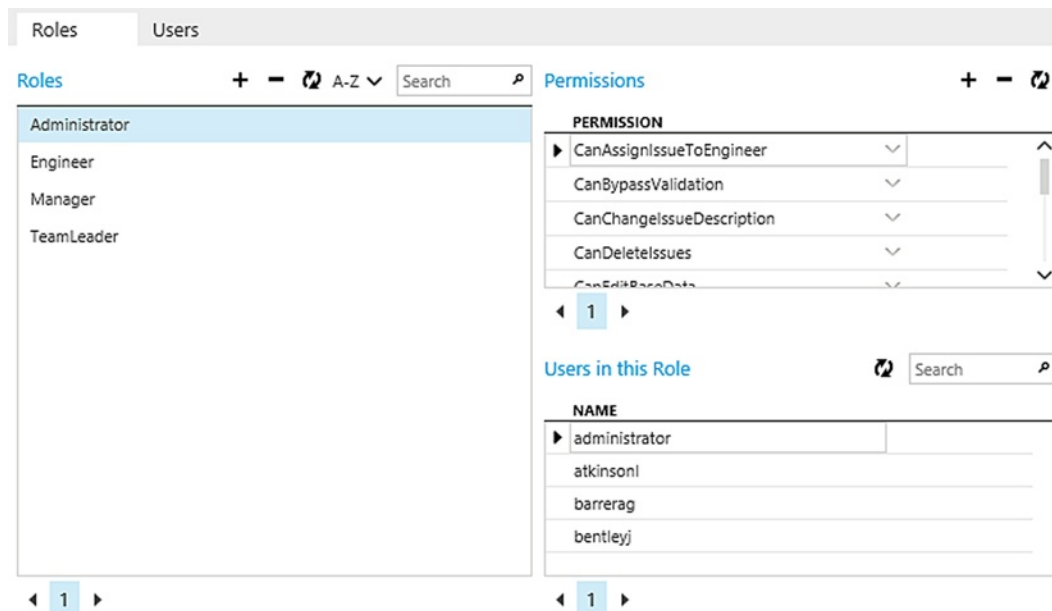 Roles Users
Roles A-Z Search
Administrator
Engineer
Manager
TeamLeader
1
Permissions
PERMISSION
CanAssignIssueToEngineer
CanBypassValidation
CanChangeIssueDescription
CanDeleteIssues
CanEditBaseData
1
Users in this Role Search
NAME
administrator
atkinsonl
barrerag
bentleyj
1